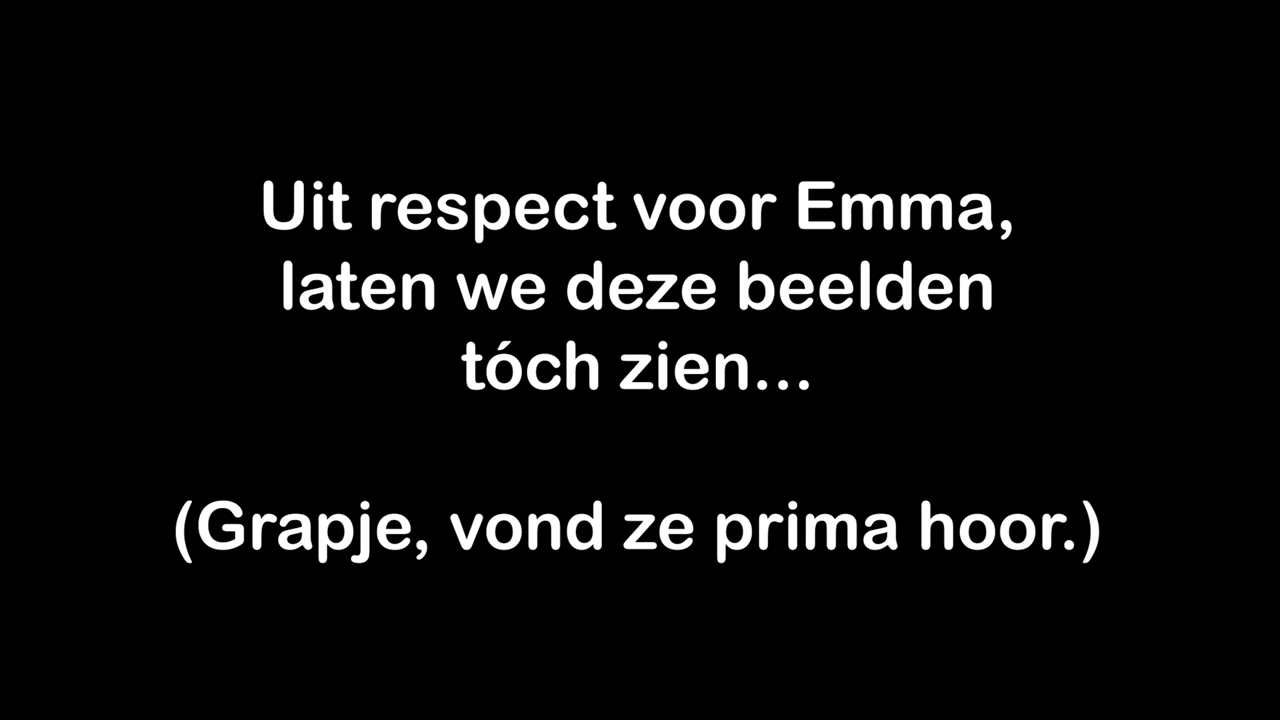 Uit respect voor Emma,
laten we deze beelden
tóch zien...
(Grapje, vond ze prima hoor.)